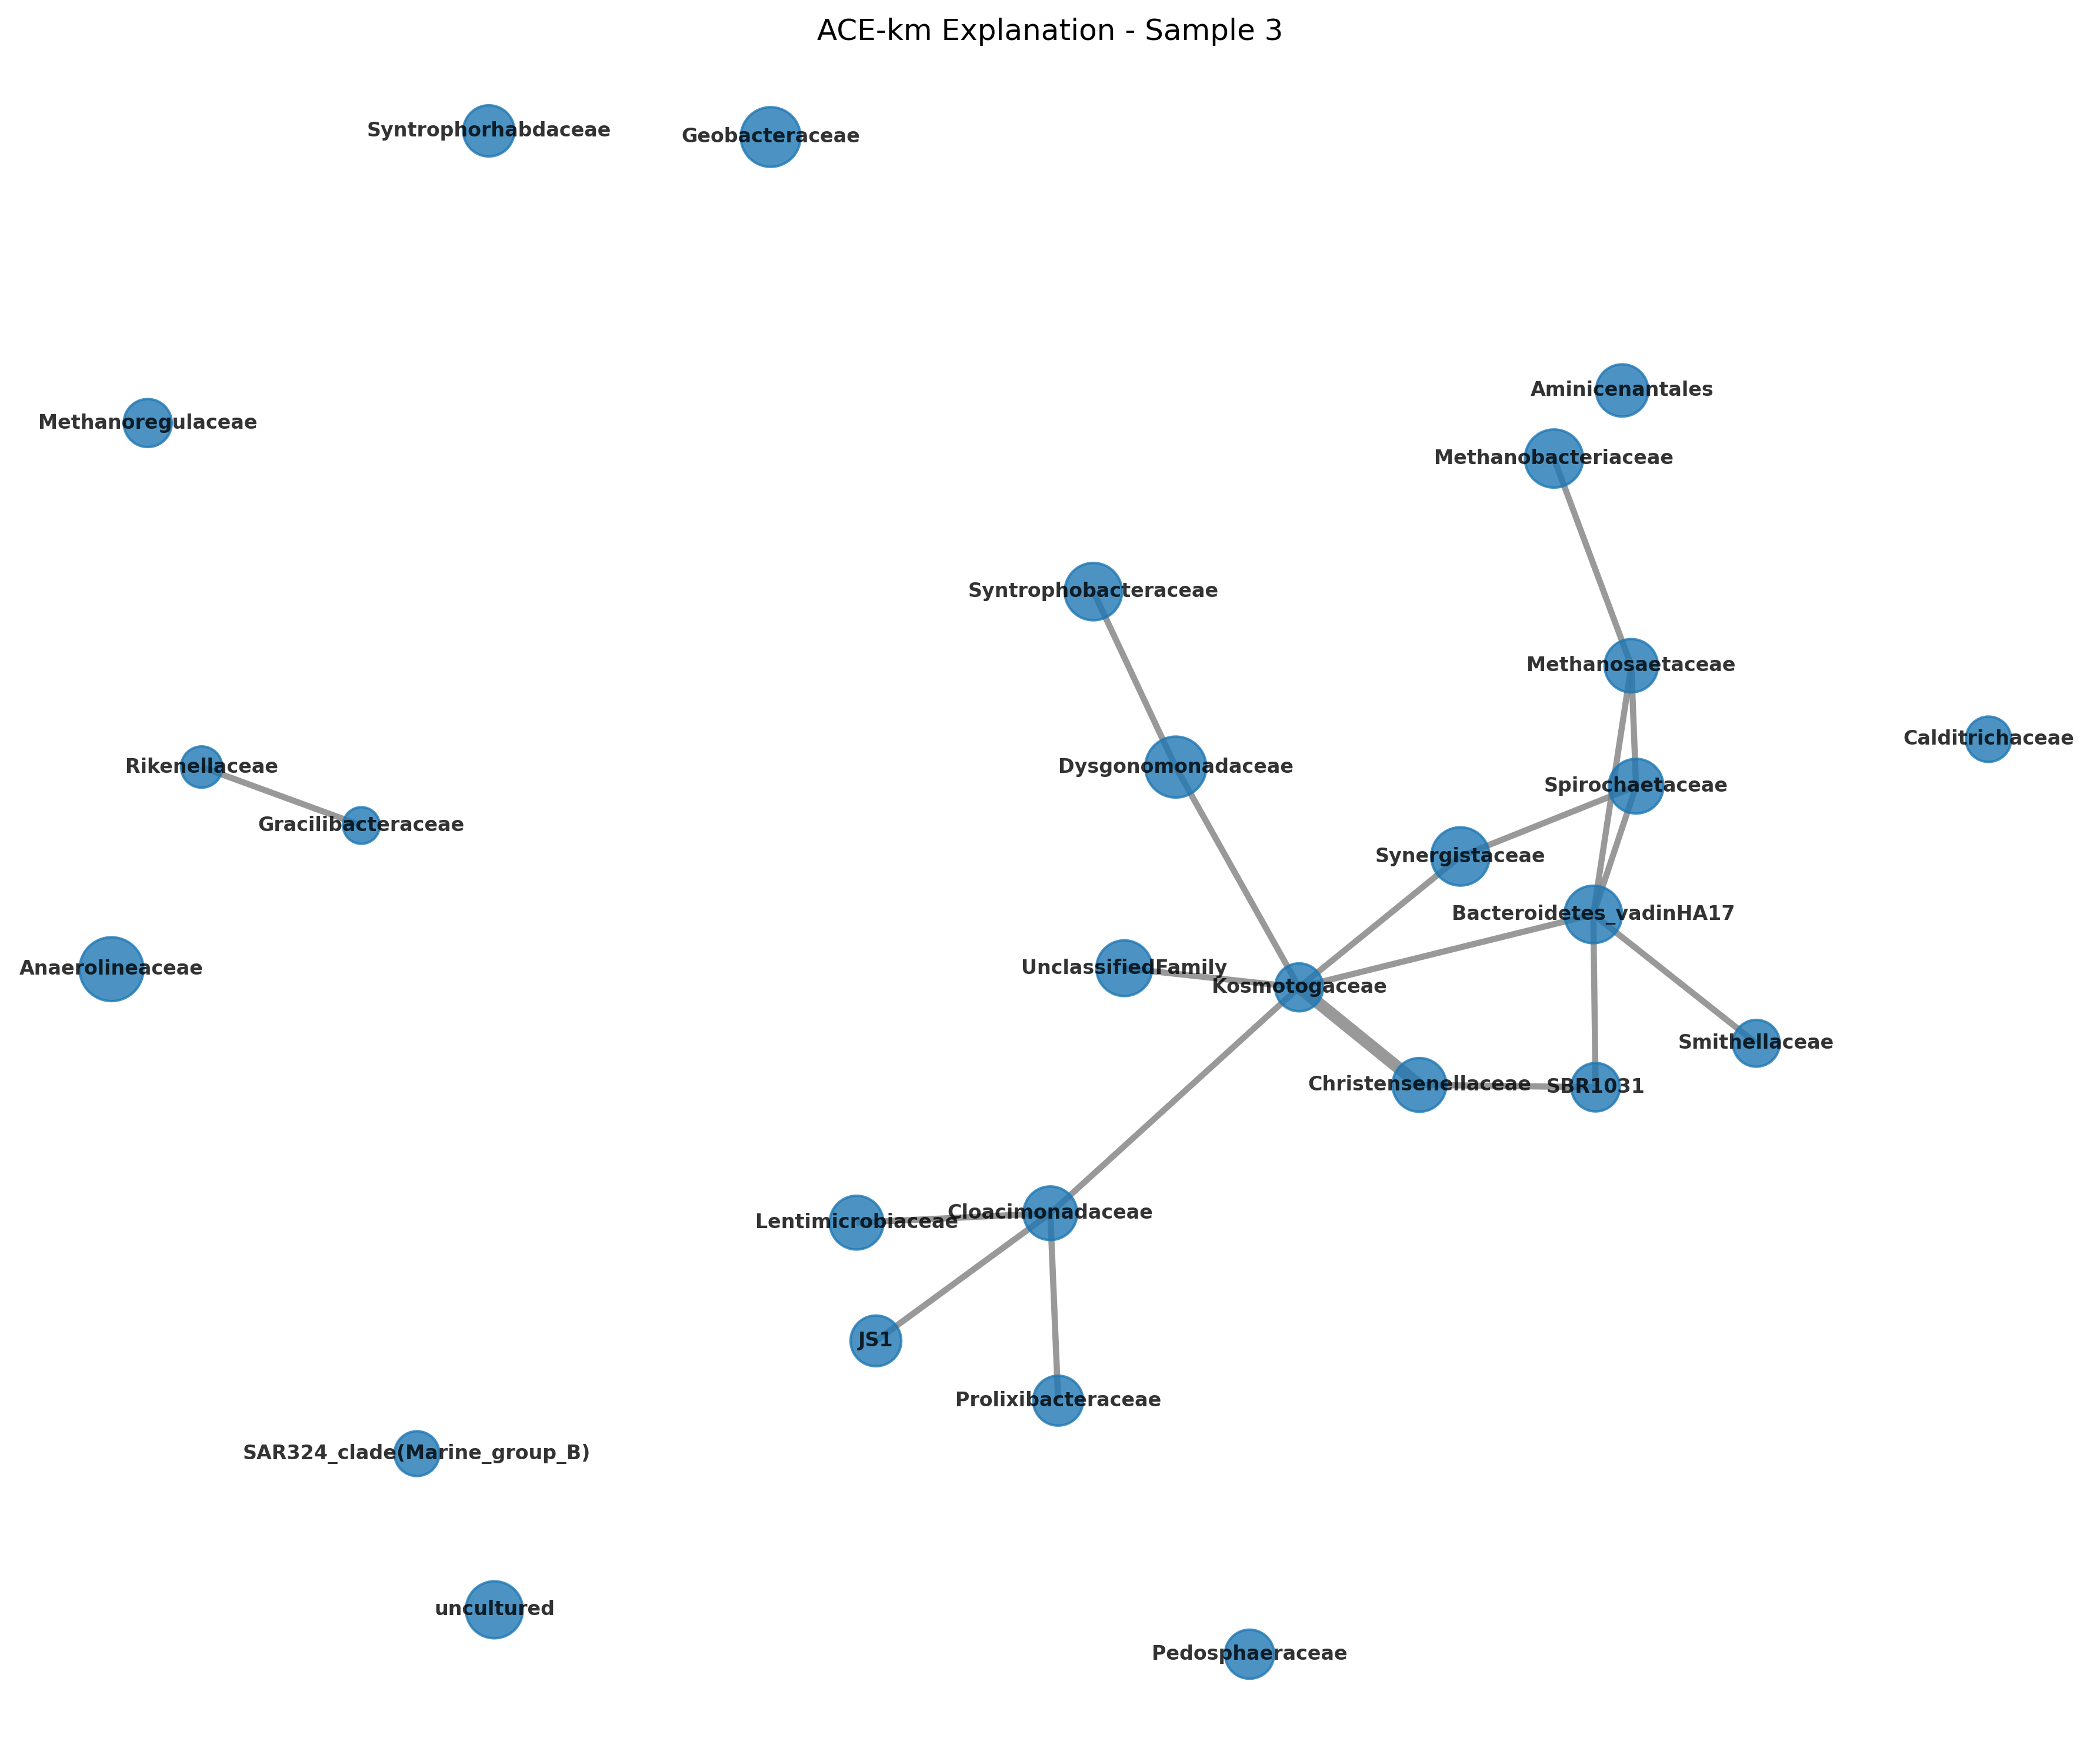 ACE-km Explanation - Sample 3
Syntrophorhabdaceae
Geobacteraceae
Aminicenantales
Methanoregulaceae
Methanobacteriaceae
Syntrophobacteraceae
Methanosaetaceae
Calditrichaceae
Rikenellaceae
Dysgonomonadaceae
Spirochaetaceae
Gracilibacteraceae
Synergistaceae
Bacteroidetes_vadinHA17
Anaerolineaceae
UnclassifiedFamily
Kosmotogaceae
Smithellaceae
Christensenellaceae
SBR1031
Cloacimonadaceae
Lentimicrobiaceae
JS1
Prolixibacteraceae
SAR324_clade(Marine_group_B)
uncultured
Pedosphaeraceae